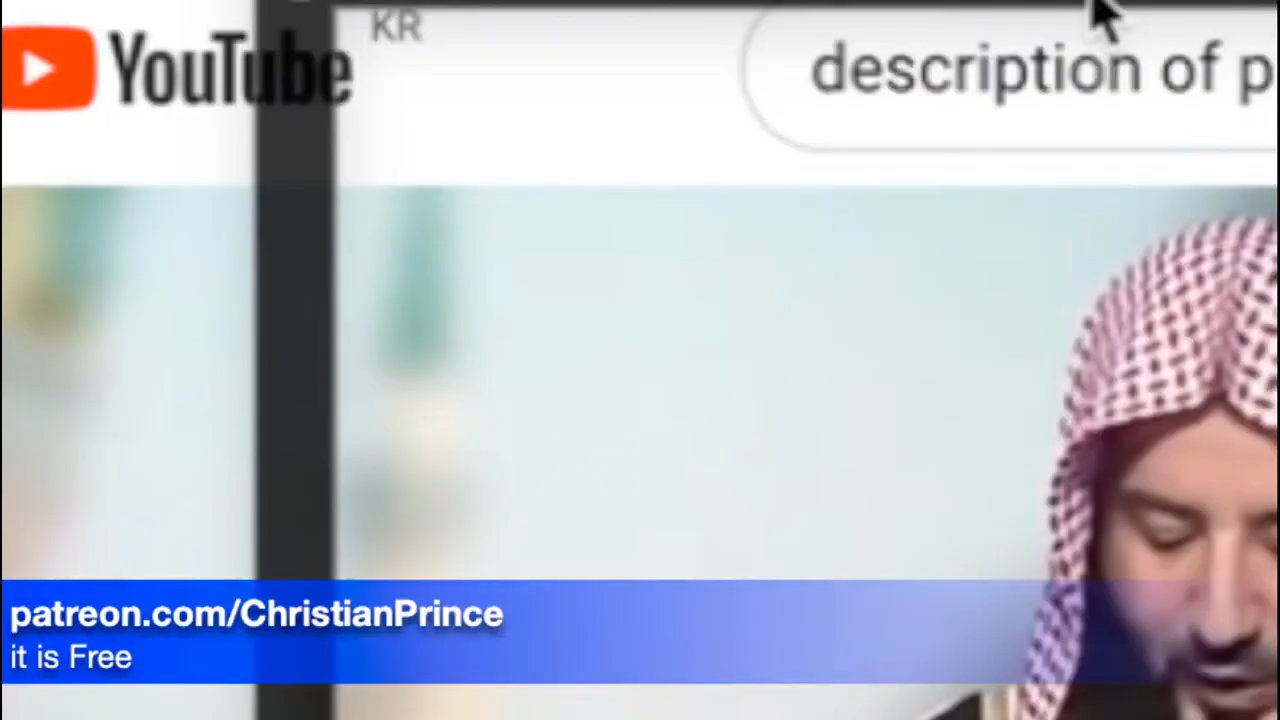 YouTube
KR
description of p
patreon.com/ChristianPrince
it is Free